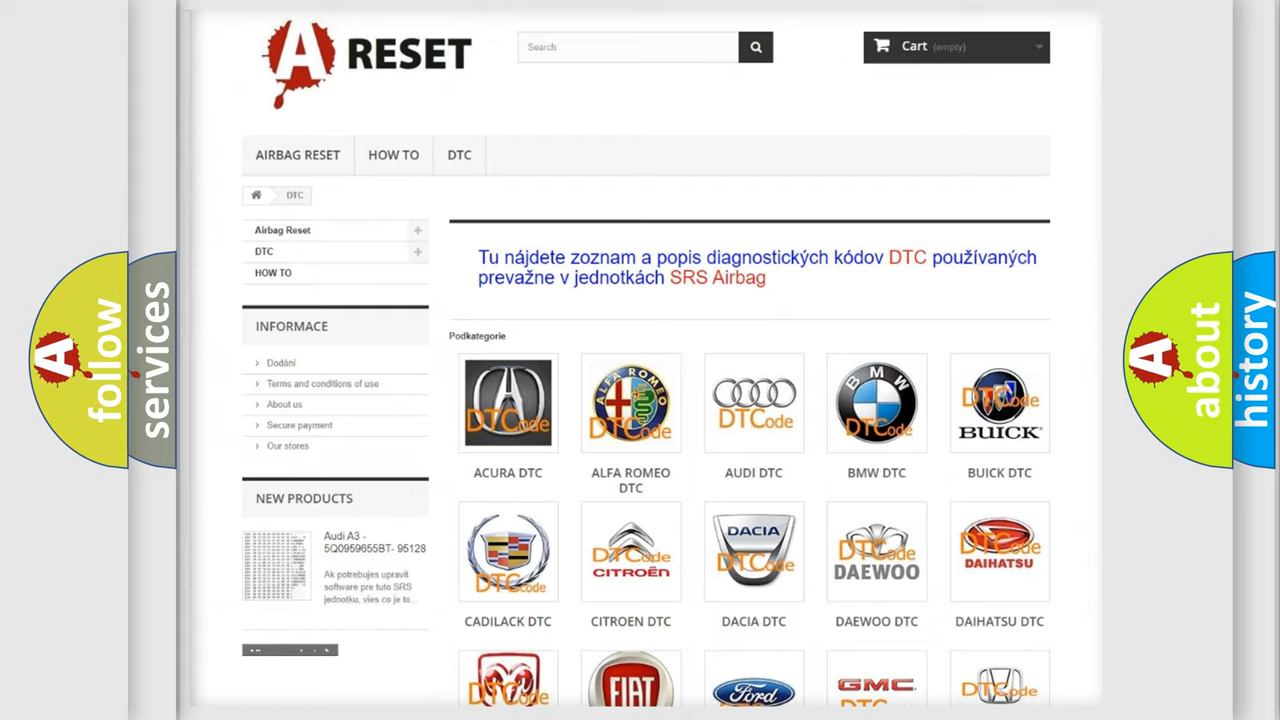 A RESET
Search
Cart (empty)
AIRBAG RESET
HOW TO
DTC
DTC
Airbag Reset
DTC
HOW TO
Tu nájdete zoznam a popis diagnostických kódov DTC používaných
prevažne v jednotkách SRS Airbag
INFORMACE
Dodání
Terms and conditions of use
About us
Secure payment
Our stores
Podkategorie
DTCode
ALFA ROMEO
DTCode
DTCode
BMW
DTCode
DTCode
BUICK
ACURA DTC
ALFA ROMEO
DTC
AUDI DTC
BMW DTC
BUICK DTC
NEW PRODUCTS
Audi A3 -
5Q0959655BT- 95128
Ak potrebujes upravit
software pre tuto SRS
jednotku, vies co je to...
DTCode
DTCode
CITROËN
DACIA
DTCode
DTCode
DAEWOO
DTCode
DAIHATSU
CADILACK DTC
CITROEN DTC
DACIA DTC
DAEWOO DTC
DAIHATSU DTC
DTCode
FIAT
Ford
GMC
DTCode
A follow
services
A about
history